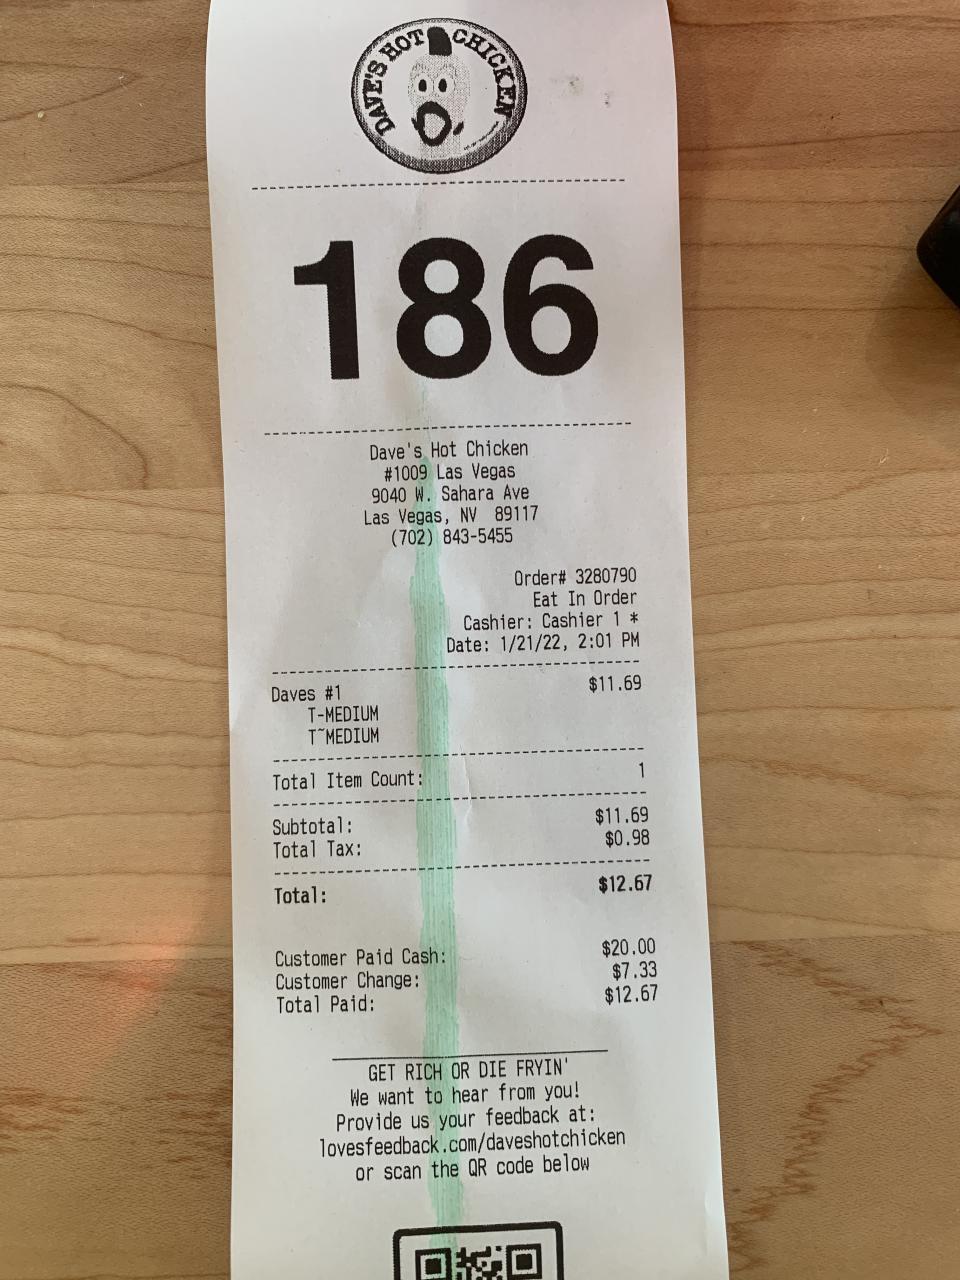 DAVE'S HOT CHICKEN
186
Dave's Hot Chicken
#1009 Las Vegas
9040 W. Sahara Ave
Las Vegas, NV 89117
(702) 843-5455
Order# 3280790
Eat In Order
Cashier: Cashier 1 *
Date: 1/21/22, 2:01 PM
Daves #1 $11.69
T-MEDIUM
T~MEDIUM
Total Item Count: 1
Subtotal: $11.69
Total Tax: $0.98
Total: $12.67
Customer Paid Cash: $20.00
Customer Change: $7.33
Total Paid: $12.67
GET RICH OR DIE FRYIN'
We want to hear from you!
Provide us your feedback at:
lovesfeedback.com/daveshotchicken
or scan the QR code below